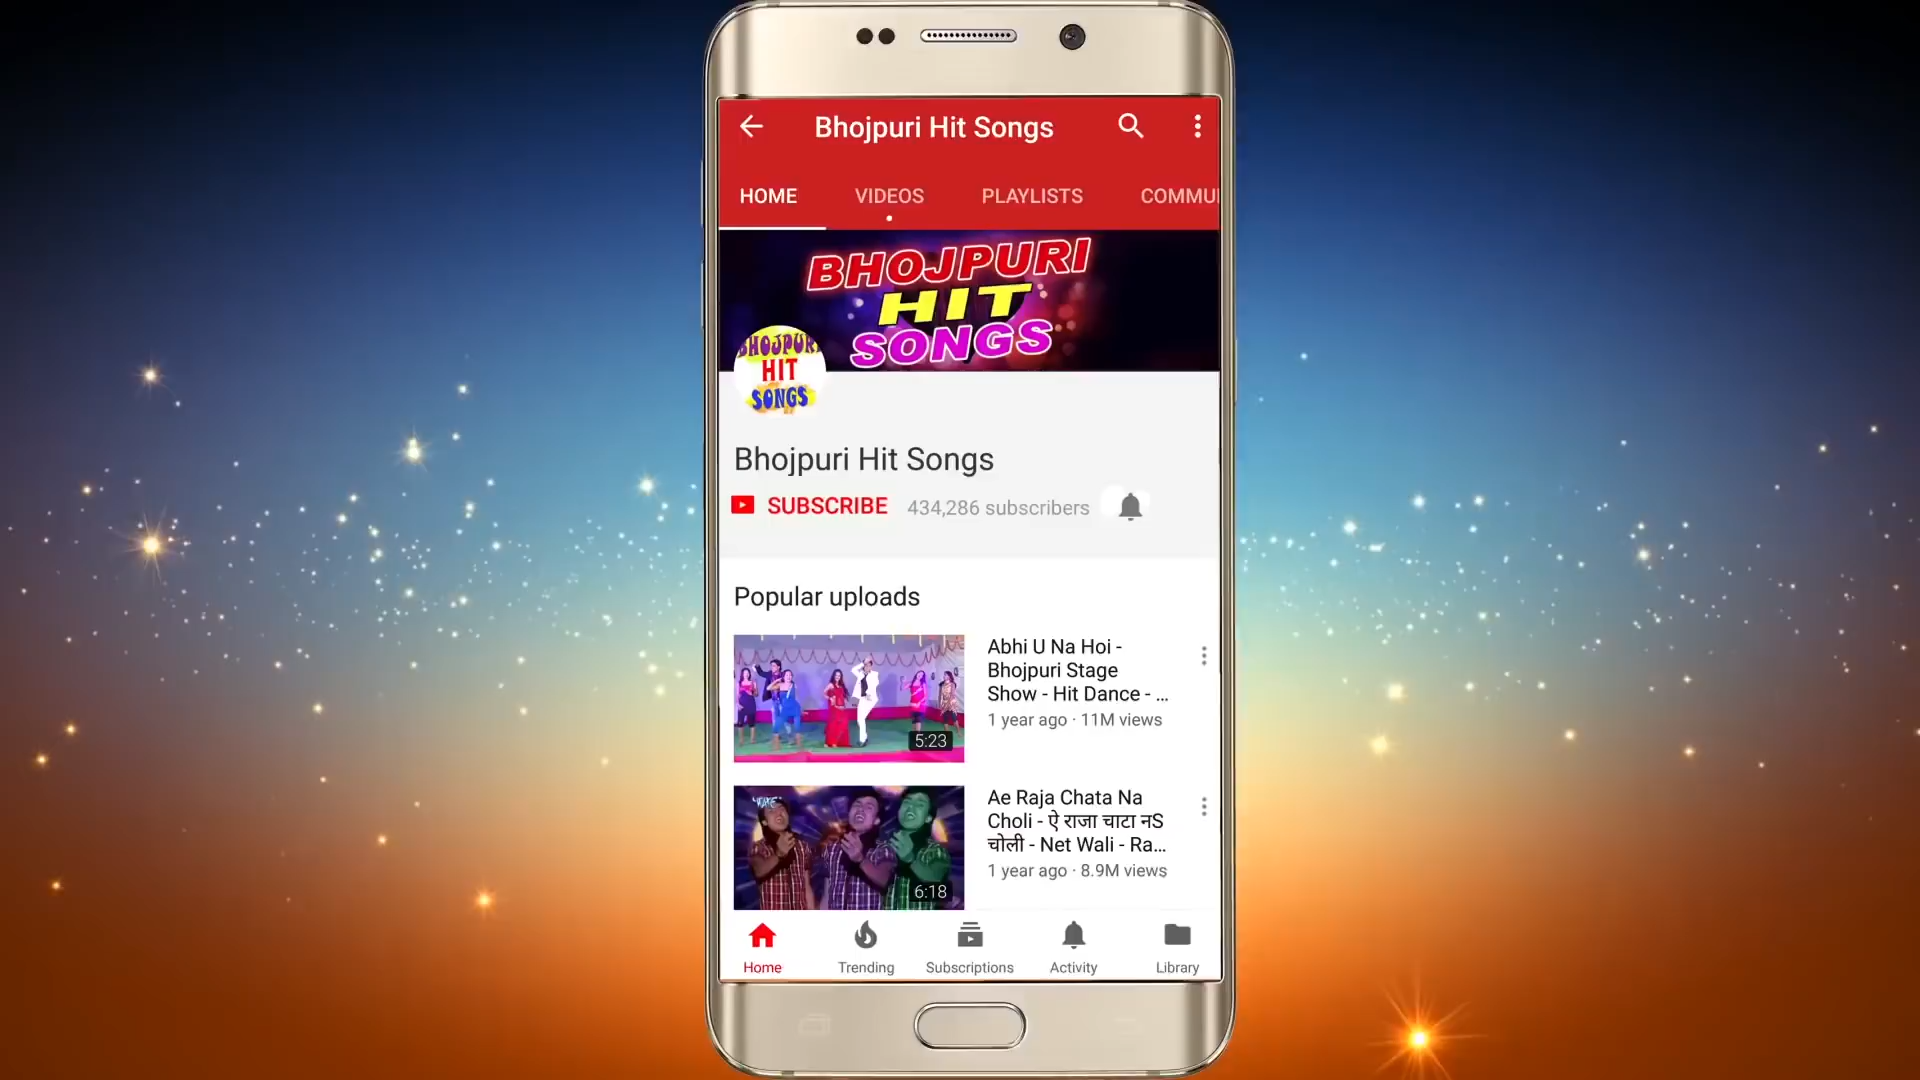 Bhojpuri Hit Songs
HOME VIDEOS PLAYLISTS COMMU
BHOJPURI
HIT
SONGS
BHOJPURI
HIT
SONGS
Bhojpuri Hit Songs
SUBSCRIBE 434,286 subscribers
Popular uploads
Abhi U Na Hoi -
Bhojpuri Stage
Show - Hit Dance - ...
1 year ago · 11M views
5:23
Ae Raja Chata Na
Choli - ऐ राजा चाटा नS
चोली - Net Wali - Ra...
1 year ago · 8.9M views
6:18
Home Trending Subscriptions Activity Library